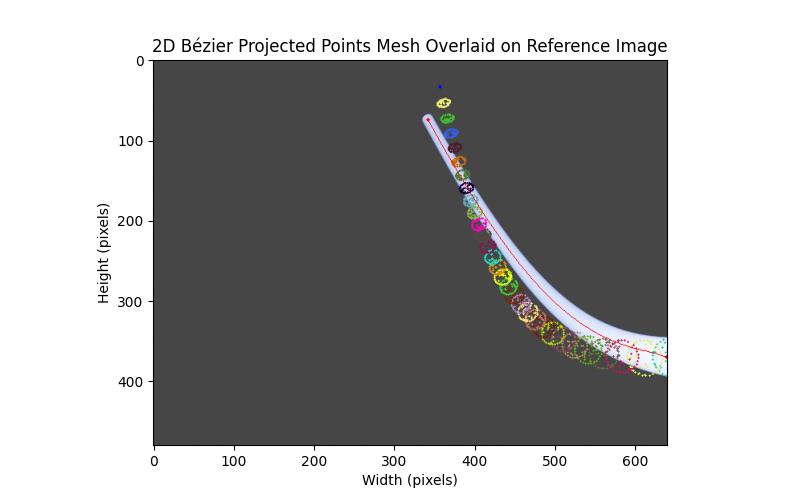 2D Bézier Projected Points Mesh Overlaid on Reference Image
0
100
200
300
400
Height (pixels)
0 100 200 300 400 500 600
Width (pixels)